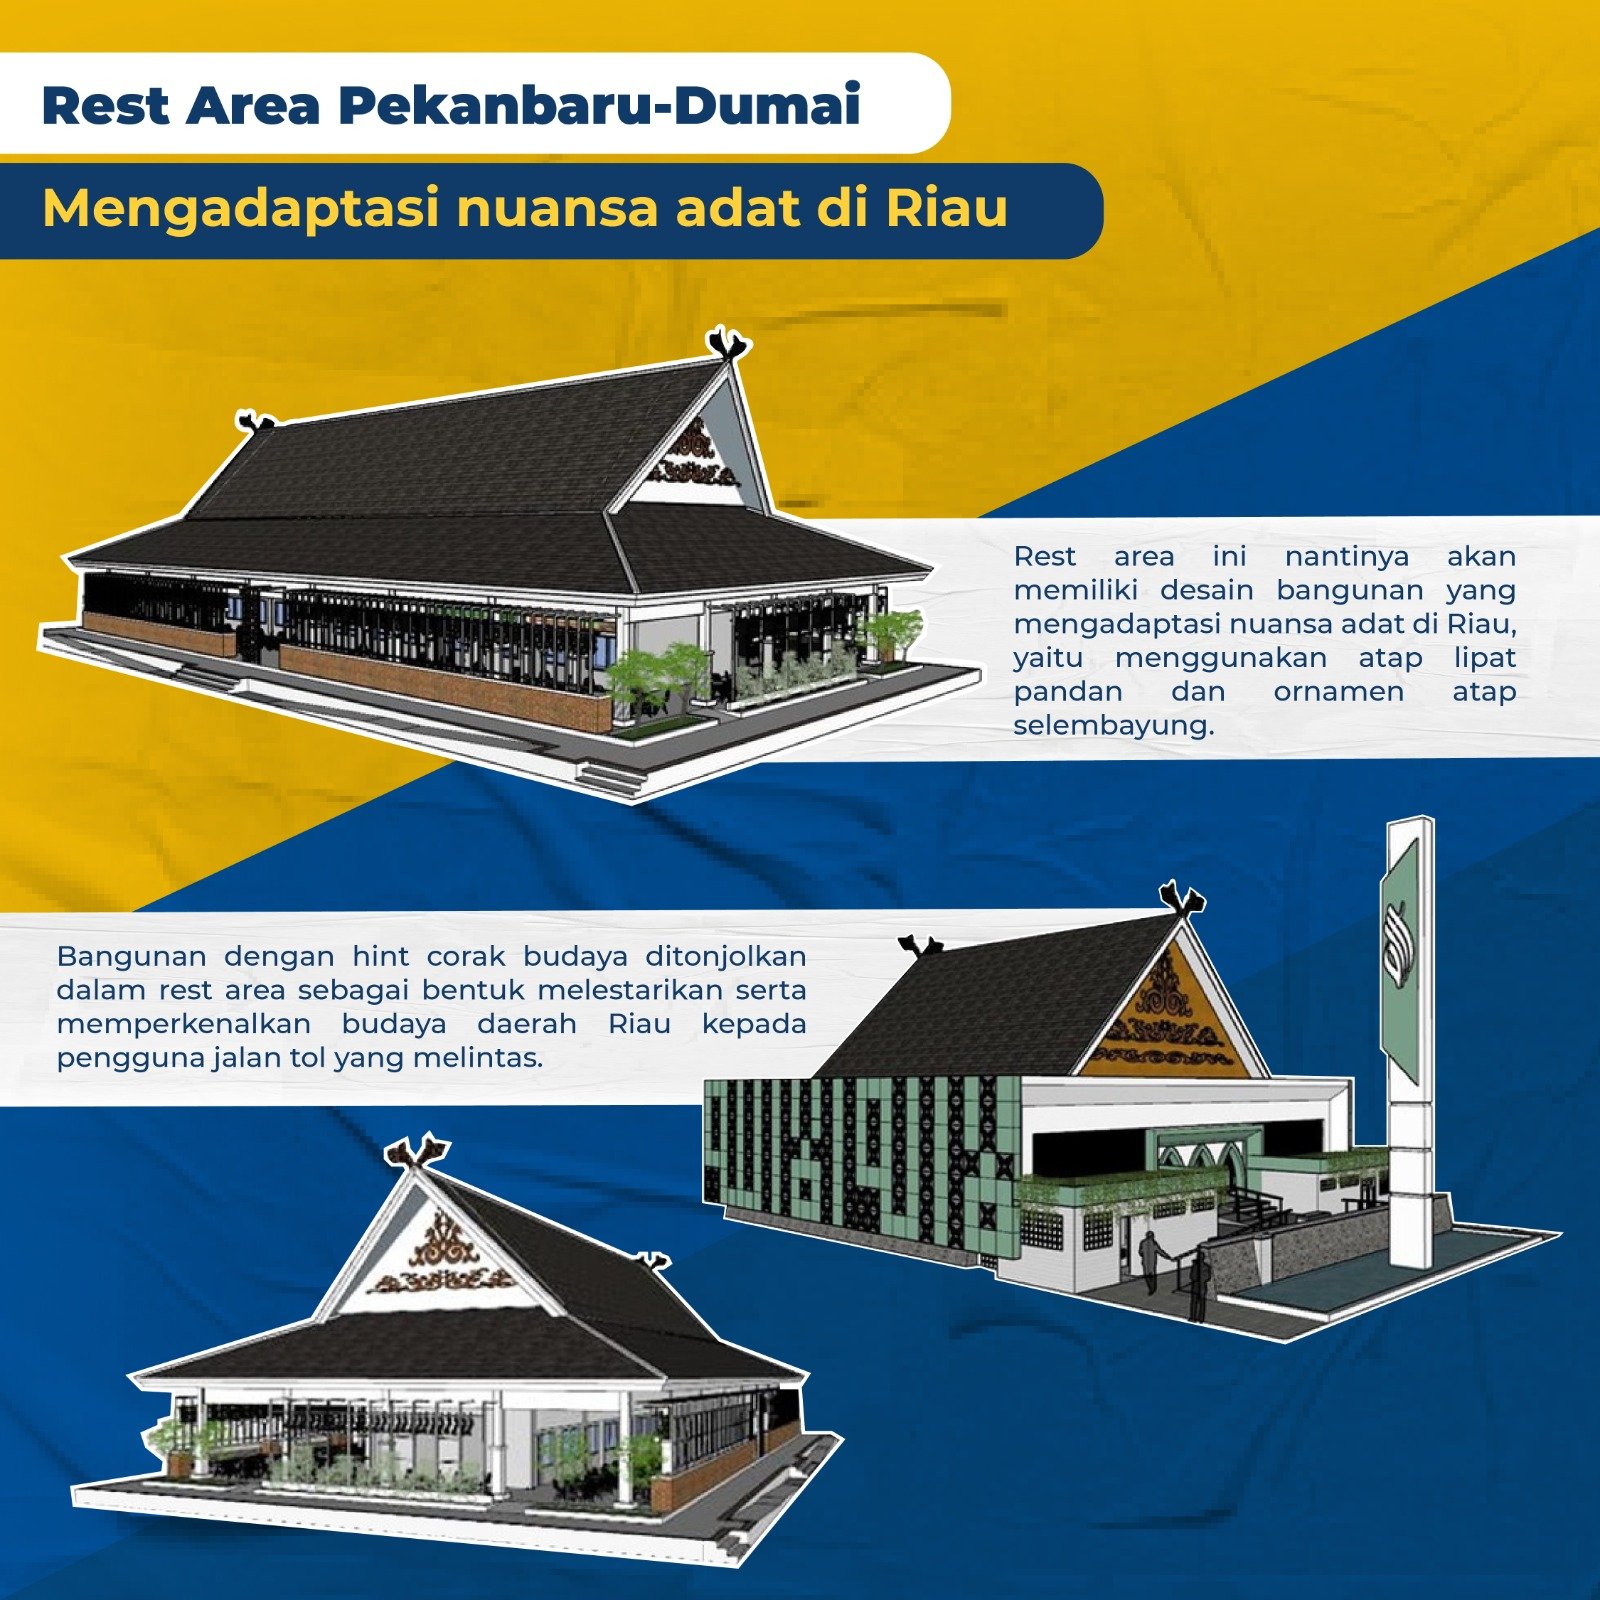 Rest Area Pekanbaru-Dumai
Mengadaptasi nuansa adat di Riau
Rest area ini nantinya akan
memiliki desain bangunan yang
mengadaptasi nuansa adat di Riau,
yaitu menggunakan atap lipat
pandan dan ornamen atap
selembayung.
Bangunan dengan hint corak budaya ditonjolkan
dalam rest area sebagai bentuk melestarikan serta
memperkenalkan budaya daerah Riau kepada
pengguna jalan tol yang melintas.